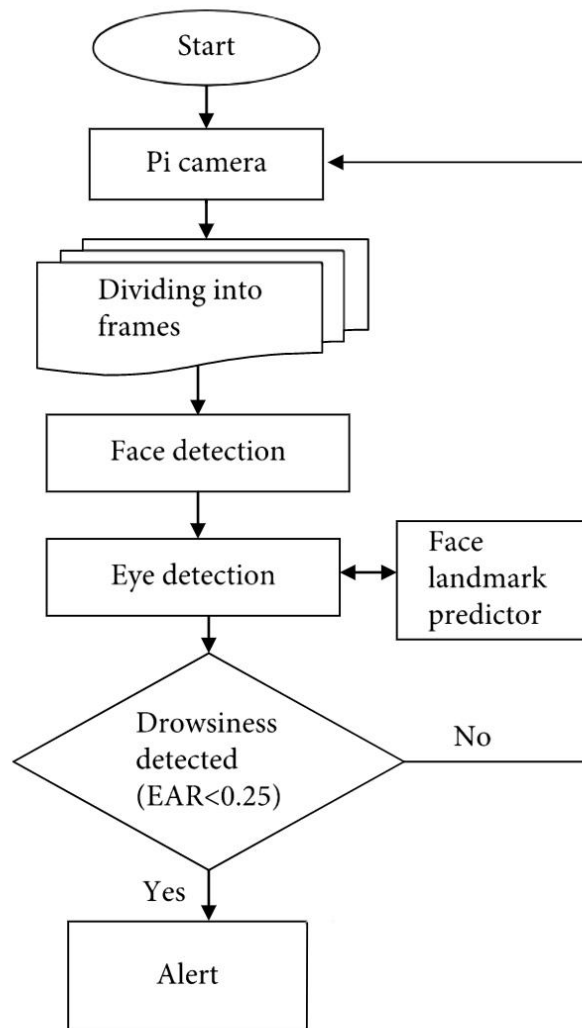 Start
Pi camera
Dividing into
frames
Face detection
Eye detection
Face
landmark
predictor
Drowsiness
detected
(EAR<0.25)
No
Yes
Alert